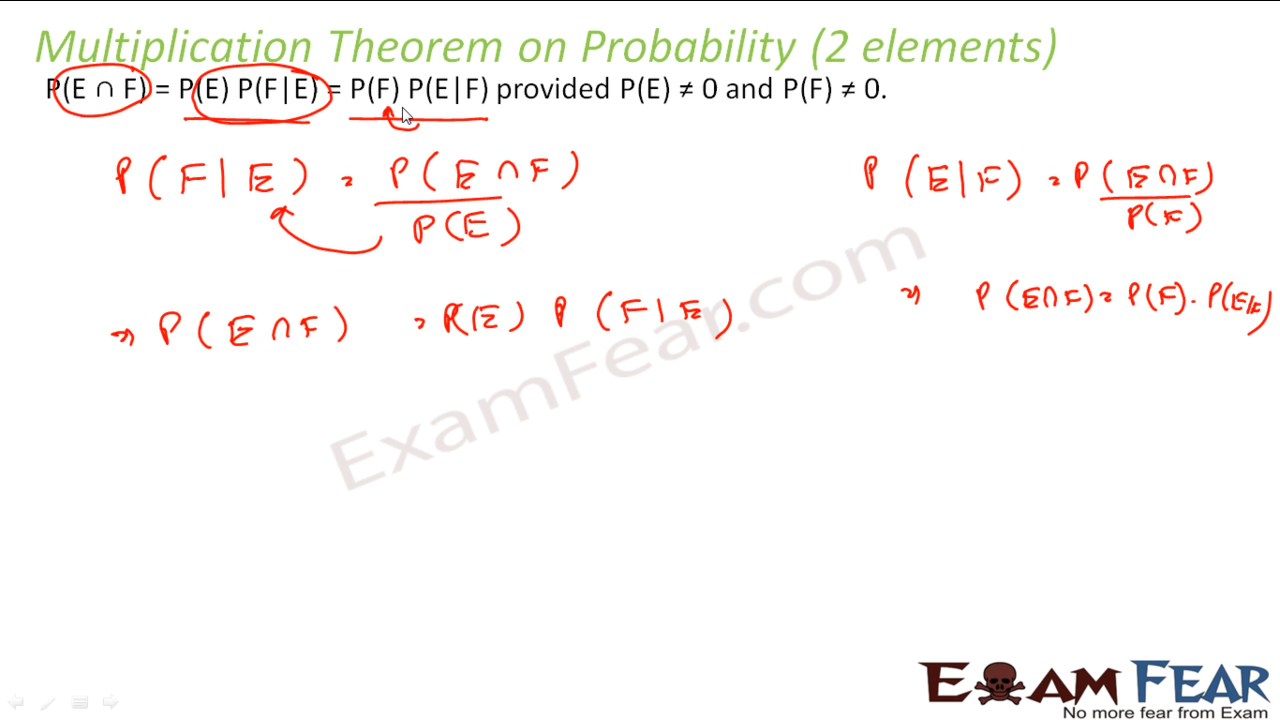 Multiplication Theorem on Probability (2 elements)
P(E ∩ F) = P(E) P(F|E) = P(F) P(E|F) provided P(E) ≠ 0 and P(F) ≠ 0.
P(F|E) = P(E∩F) / P(E)
P(E|F) = P(E∩F) / P(F)
⇒ P(E∩F) = P(E) P(F|E)
⇒ P(E∩F) = P(F) . P(E|F)
ExamFear.com
EXAM FEAR
No more fear from Exam